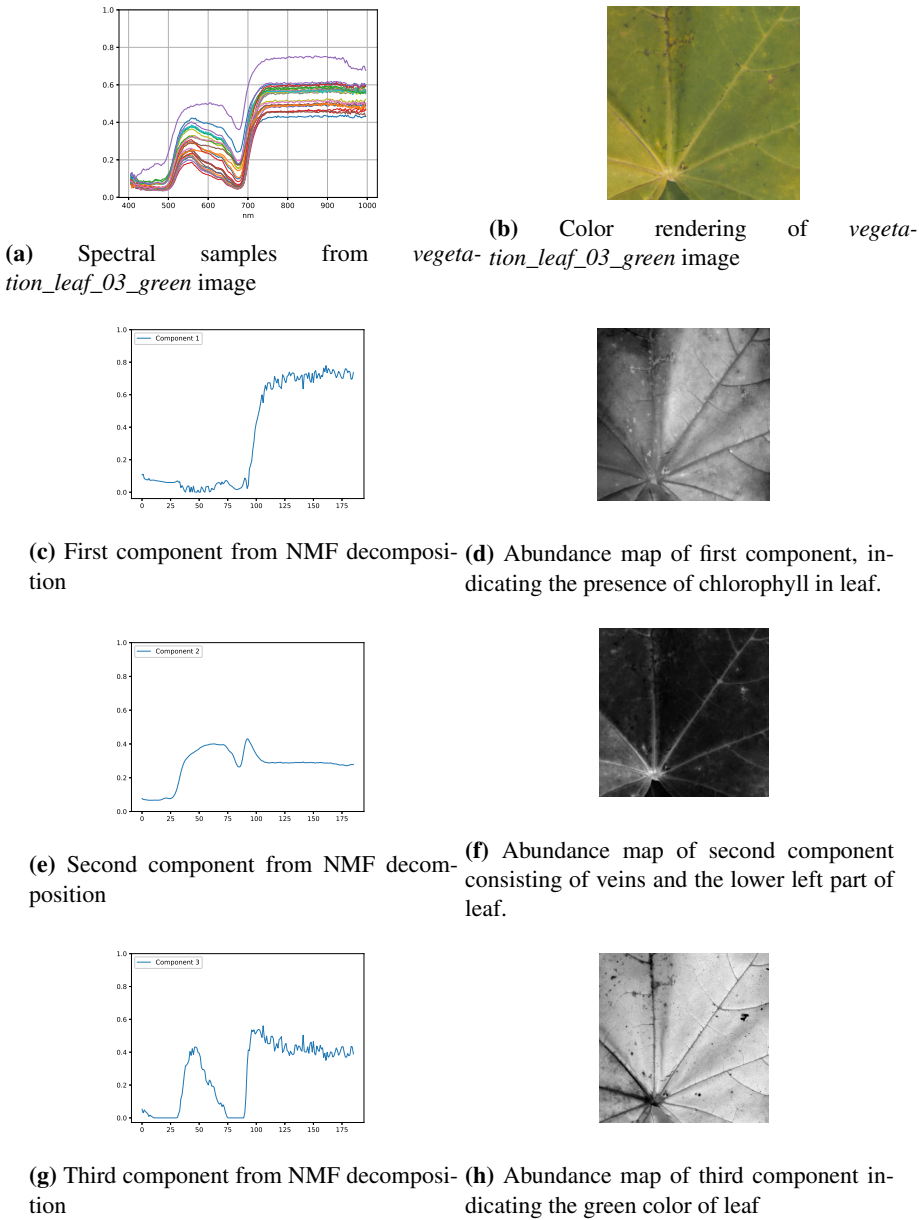 1.0
0.8
0.6
0.4
0.2
0.0
400 500 600 700 800 900 1000
nm
(a) Spectral samples from vegeta-
tion_leaf_03_green image
(b) Color rendering of vegeta-
tion_leaf_03_green image
1.0
0.8
0.6
0.4
0.2
0.0
Component 1
0 25 50 75 100 125 150 175
(c) First component from NMF decomposi-
tion
(d) Abundance map of first component, in-
dicating the presence of chlorophyll in leaf.
1.0
0.8
0.6
0.4
0.2
0.0
Component 2
0 25 50 75 100 125 150 175
(e) Second component from NMF decom-
position
(f) Abundance map of second component
consisting of veins and the lower left part of
leaf.
1.0
0.8
0.6
0.4
0.2
0.0
Component 3
0 25 50 75 100 125 150 175
(g) Third component from NMF decomposi-
tion
(h) Abundance map of third component in-
dicating the green color of leaf